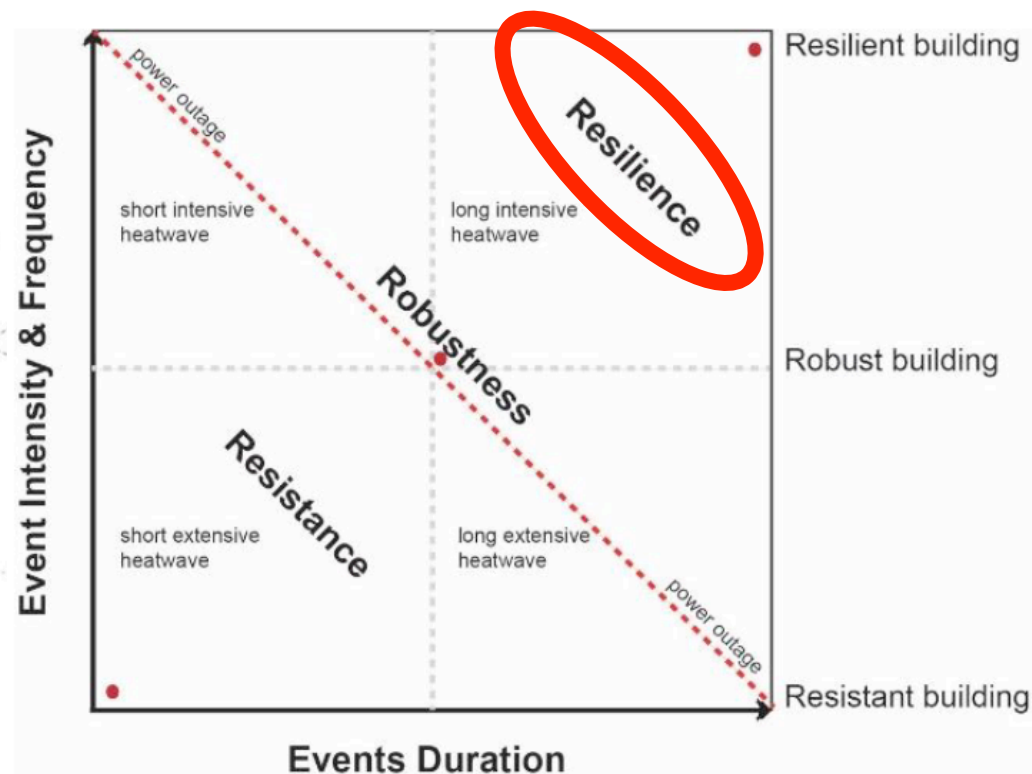 Resilient building
power outage
Resilience
short intensive
heatwave
long intensive
heatwave
Event Intensity & Frequency
Robustness
Robust building
Resistance
short extensive
heatwave
long extensive
heatwave
power outage
Resistant building
Events Duration